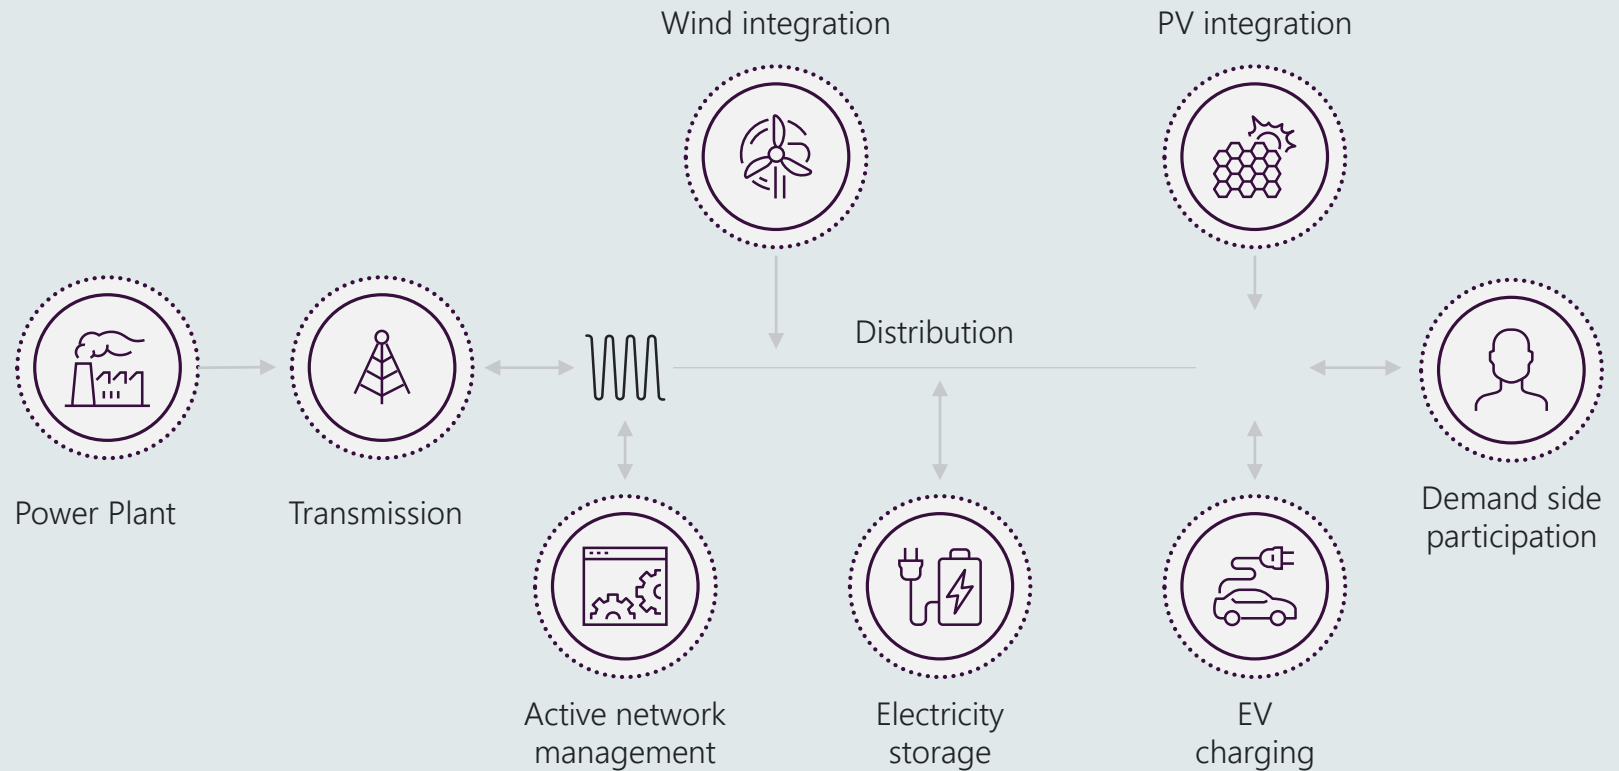 Wind integration
PV integration
Distribution
Power Plant
Transmission
Demand side
participation
Active network
management
Electricity
storage
EV
charging